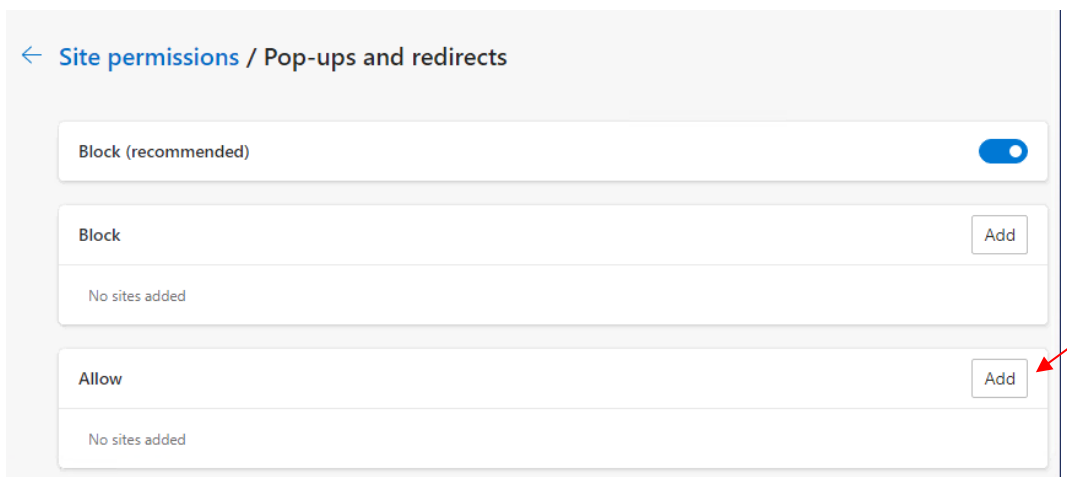 Site permissions / Pop-ups and redirects
Block (recommended)
Block
Add
No sites added
Allow
Add
No sites added